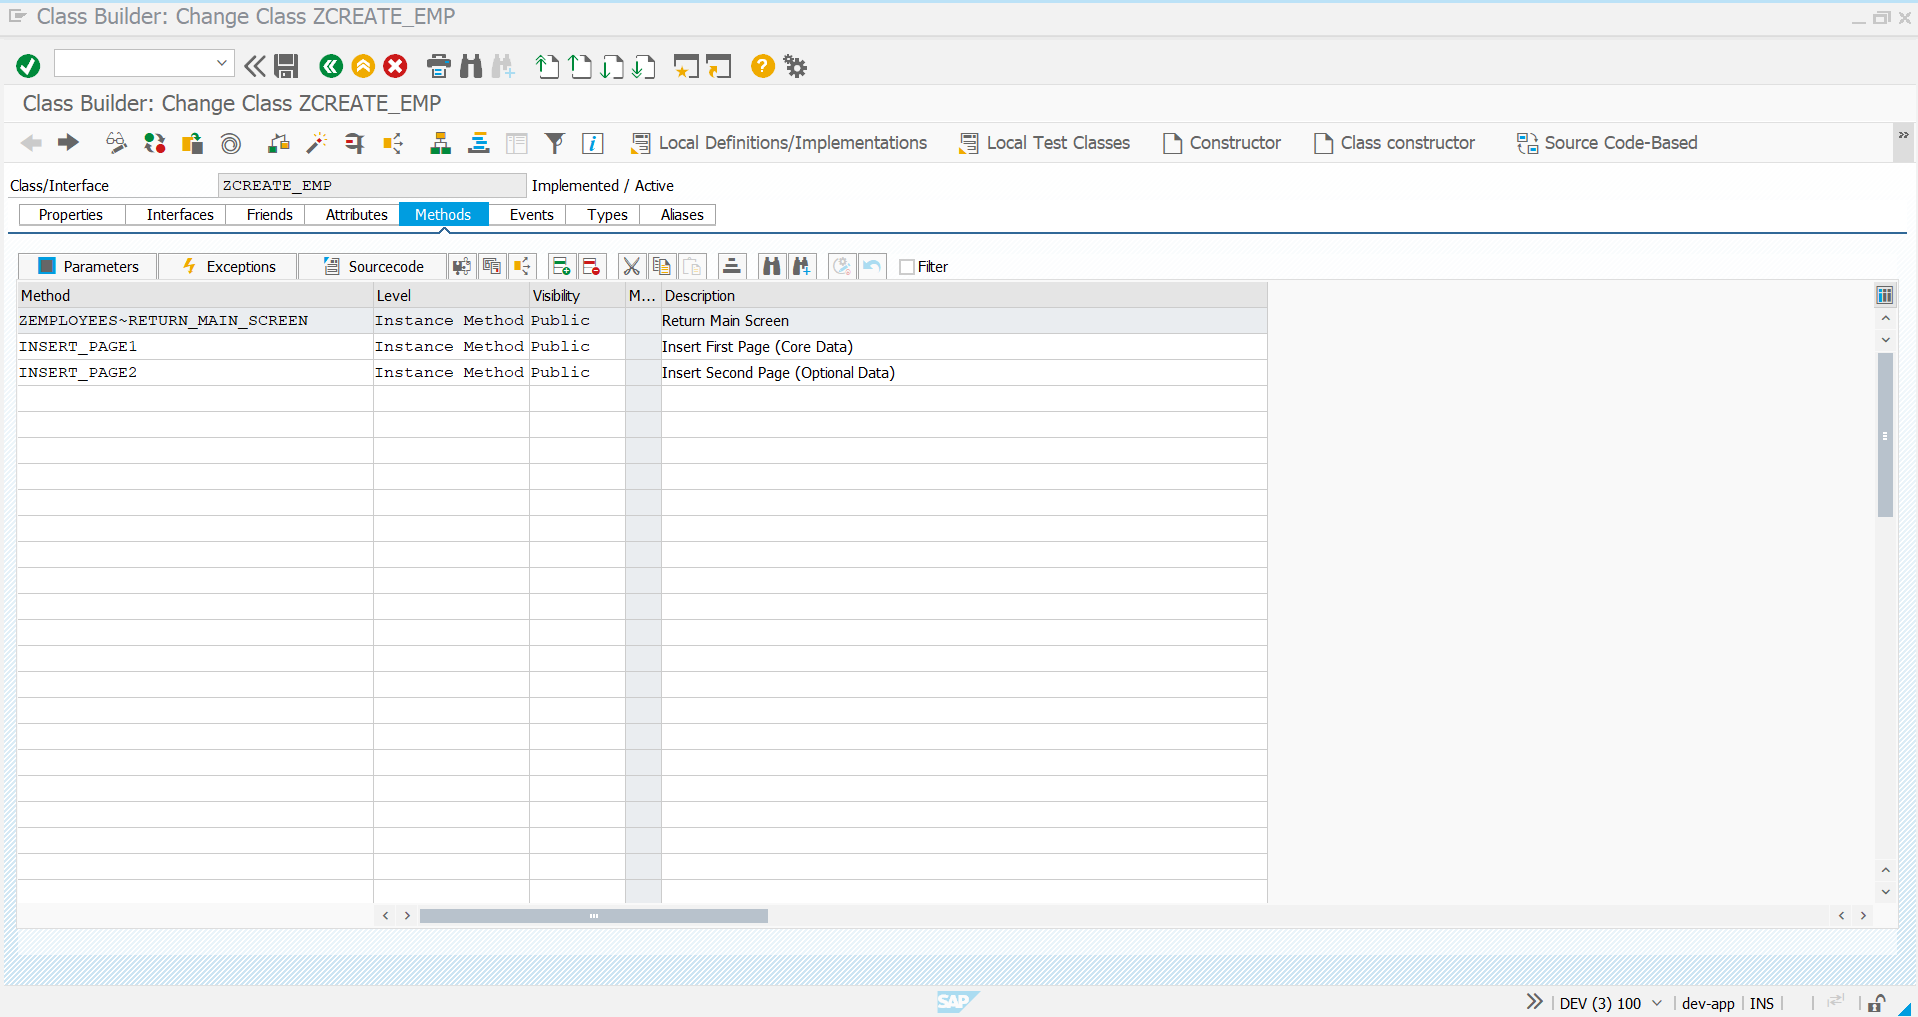 Class Builder: Change Class ZCREATE_EMP
Class Builder: Change Class ZCREATE_EMP
Local Definitions/Implementations Local Test Classes Constructor Class constructor Source Code-Based
Class/Interface ZCREATE_EMP Implemented / Active
Properties Interfaces Friends Attributes Methods Events Types Aliases
Parameters Exceptions Sourcecode Filter
Method Level Visibility M... Description
ZEMPLOYEES~RETURN_MAIN_SCREEN Instance Method Public Return Main Screen
INSERT_PAGE1 Instance Method Public Insert First Page (Core Data)
INSERT_PAGE2 Instance Method Public Insert Second Page (Optional Data)
SAP DEV (3) 100 dev-app INS